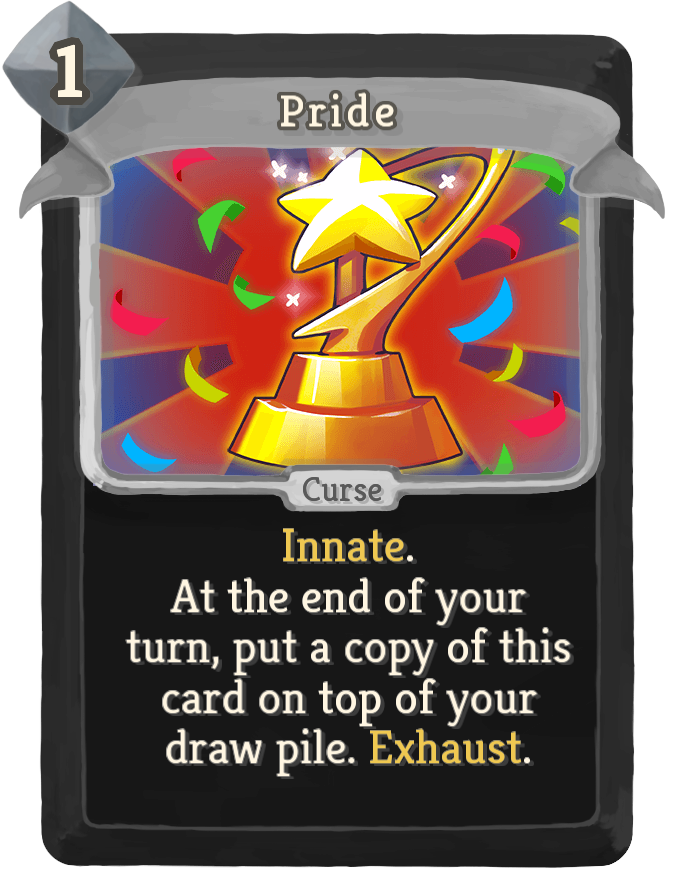 1
Pride
Curse
Innate.
At the end of your
turn, put a copy of this
card on top of your
draw pile. Exhaust.